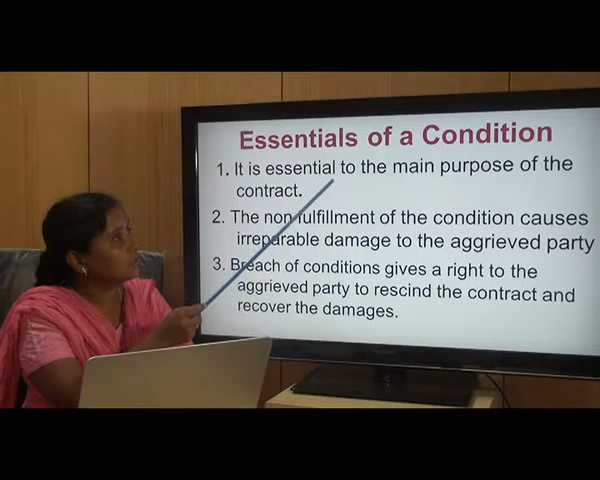 Essentials of a Condition
1. It is essential to the main purpose of the
contract.
2. The non fulfillment of the condition causes
irreparable damage to the aggrieved party
3. Breach of conditions gives a right to the
aggrieved party to rescind the contract and
recover the damages.